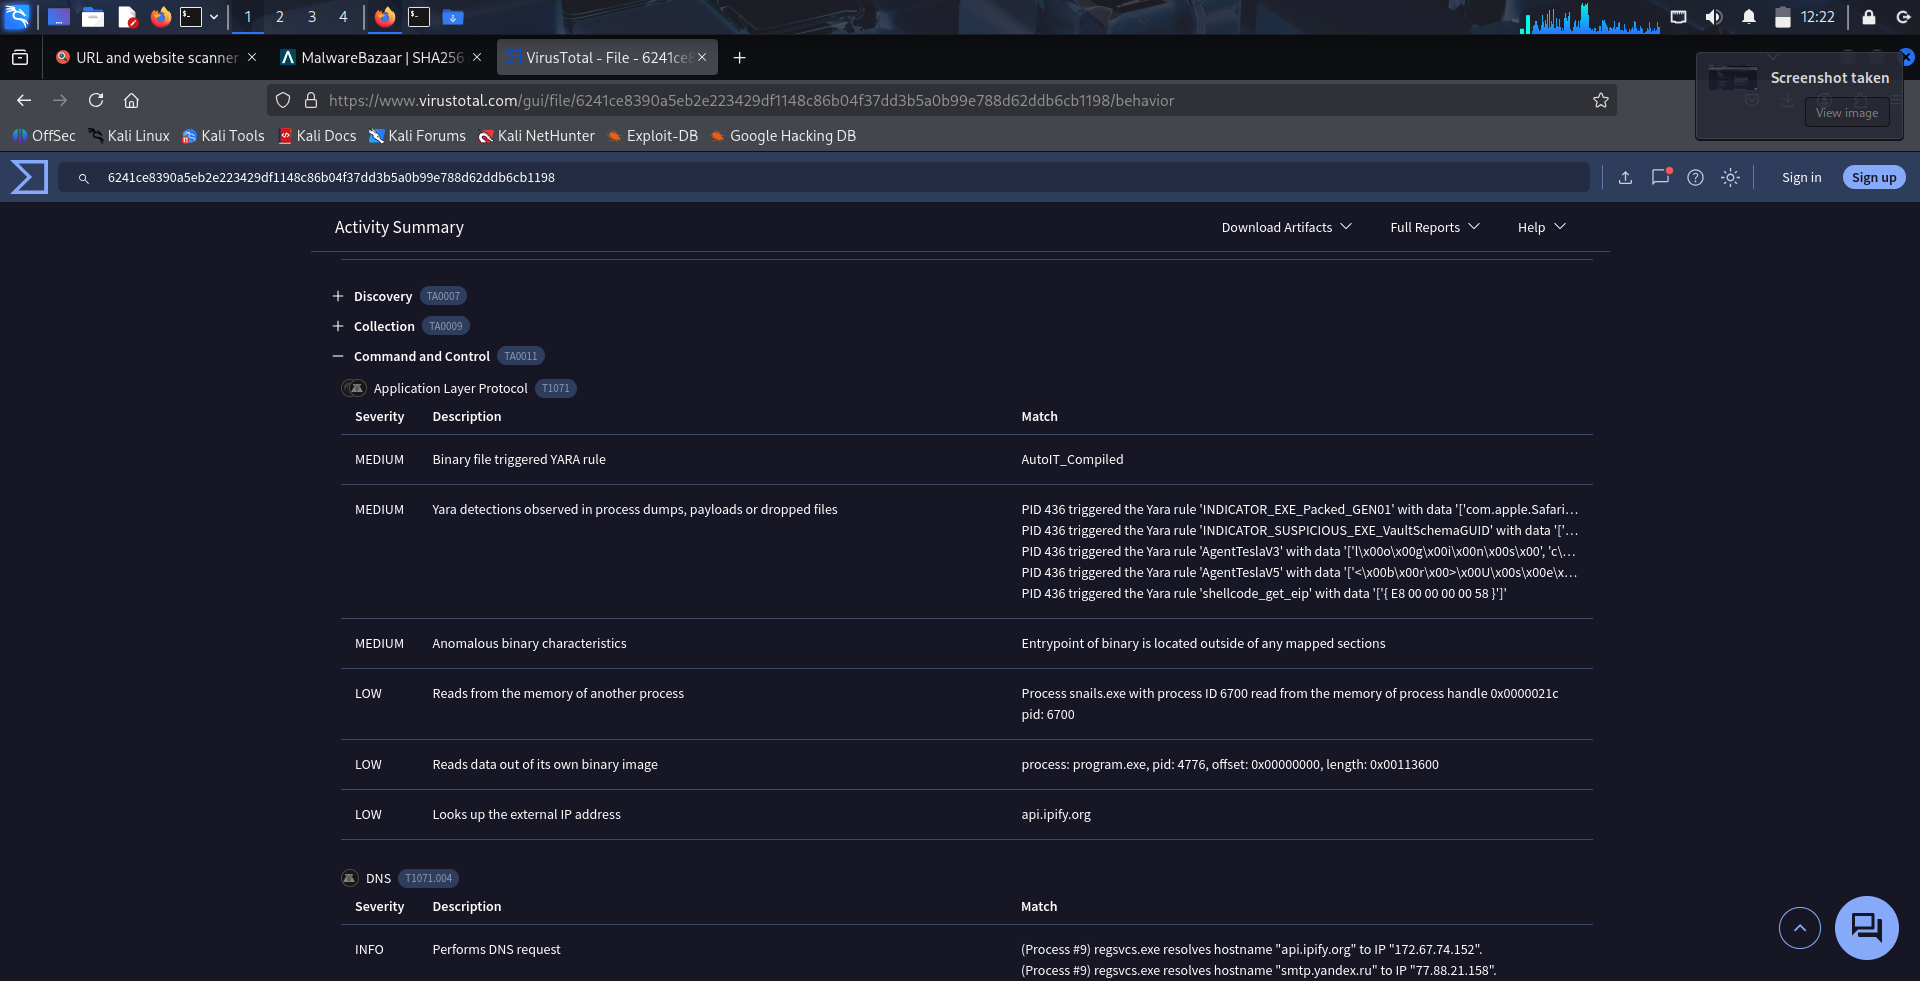 1 2 3 4 12:22
URL and website scanner
MalwareBazaar | SHA256
VirusTotal - File - 6241ce8
Screenshot taken
View image
https://www.virustotal.com/gui/file/6241ce8390a5eb2e223429df1148c86b04f37dd3b5a0b99e788d62ddb6cb1198/behavior
OffSec Kali Linux Kali Tools Kali Docs Kali Forums Kali NetHunter Exploit-DB Google Hacking DB
6241ce8390a5eb2e223429df1148c86b04f37dd3b5a0b99e788d62ddb6cb1198
Sign in Sign up
Activity Summary Download Artifacts Full Reports Help
Discovery TA0007
Collection TA0009
Command and Control TA0011
Application Layer Protocol T1071
Severity Description Match
MEDIUM Binary file triggered YARA rule AutoIT_Compiled
MEDIUM Yara detections observed in process dumps, payloads or dropped files PID 436 triggered the Yara rule 'INDICATOR_EXE_Packed_GEN01' with data '['com.apple.Safari…
PID 436 triggered the Yara rule 'INDICATOR_SUSPICIOUS_EXE_VaultSchemaGUID' with data '['…
PID 436 triggered the Yara rule 'AgentTeslaV3' with data '['l\x00o\x00g\x00i\x00n\x00s\x00', 'c\…
PID 436 triggered the Yara rule 'AgentTeslaV5' with data '['<\x00b\x00r\x00>\x00U\x00s\x00e\x…
PID 436 triggered the Yara rule 'shellcode_get_eip' with data '['{ E8 00 00 00 00 58 }']'
MEDIUM Anomalous binary characteristics Entrypoint of binary is located outside of any mapped sections
LOW Reads from the memory of another process Process snails.exe with process ID 6700 read from the memory of process handle 0x0000021c
pid: 6700
LOW Reads data out of its own binary image process: program.exe, pid: 4776, offset: 0x00000000, length: 0x00113600
LOW Looks up the external IP address api.ipify.org
DNS T1071.004
Severity Description Match
INFO Performs DNS request (Process #9) regsvcs.exe resolves hostname "api.ipify.org" to IP "172.67.74.152".
(Process #9) regsvcs.exe resolves hostname "smtp.yandex.ru" to IP "77.88.21.158".